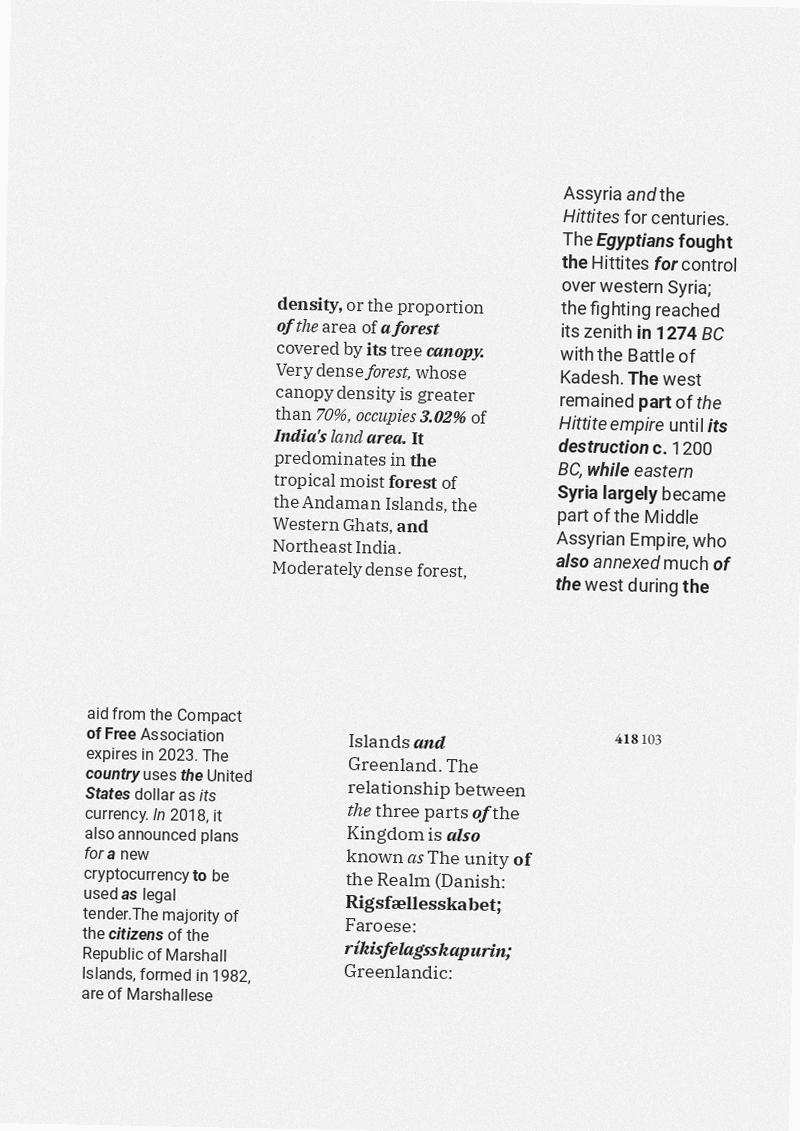 Assyria and the
Hittites for centuries.
The Egyptians fought
the Hittites for control
over western Syria;
the fighting reached
its zenith in 1274 BC
with the Battle of
Kadesh. The west
remained part of the
Hittite empire until its
destruction c. 1200
BC, while eastern
Syria largely became
part of the Middle
Assyrian Empire, who
also annexed much of
the west during the
density, or the proportion
of the area of a forest
covered by its tree canopy.
Very dense forest, whose
canopy density is greater
than 70%, occupies 3.02% of
India's land area. It
predominates in the
tropical moist forest of
the Andaman Islands, the
Western Ghats, and
Northeast India.
Moderately dense forest,
aid from the Compact
of Free Association
expires in 2023. The
country uses the United
States dollar as its
currency. In 2018, it
also announced plans
for a new
cryptocurrency to be
used as legal
tender.The majority of
the citizens of the
Republic of Marshall
Islands, formed in 1982,
are of Marshallese
Islands and
Greenland. The
relationship between
the three parts of the
Kingdom is also
known as The unity of
the Realm (Danish:
Rigsfællesskabet;
Faroese:
ríkisfelagsskapurin;
Greenlandic:
418 103